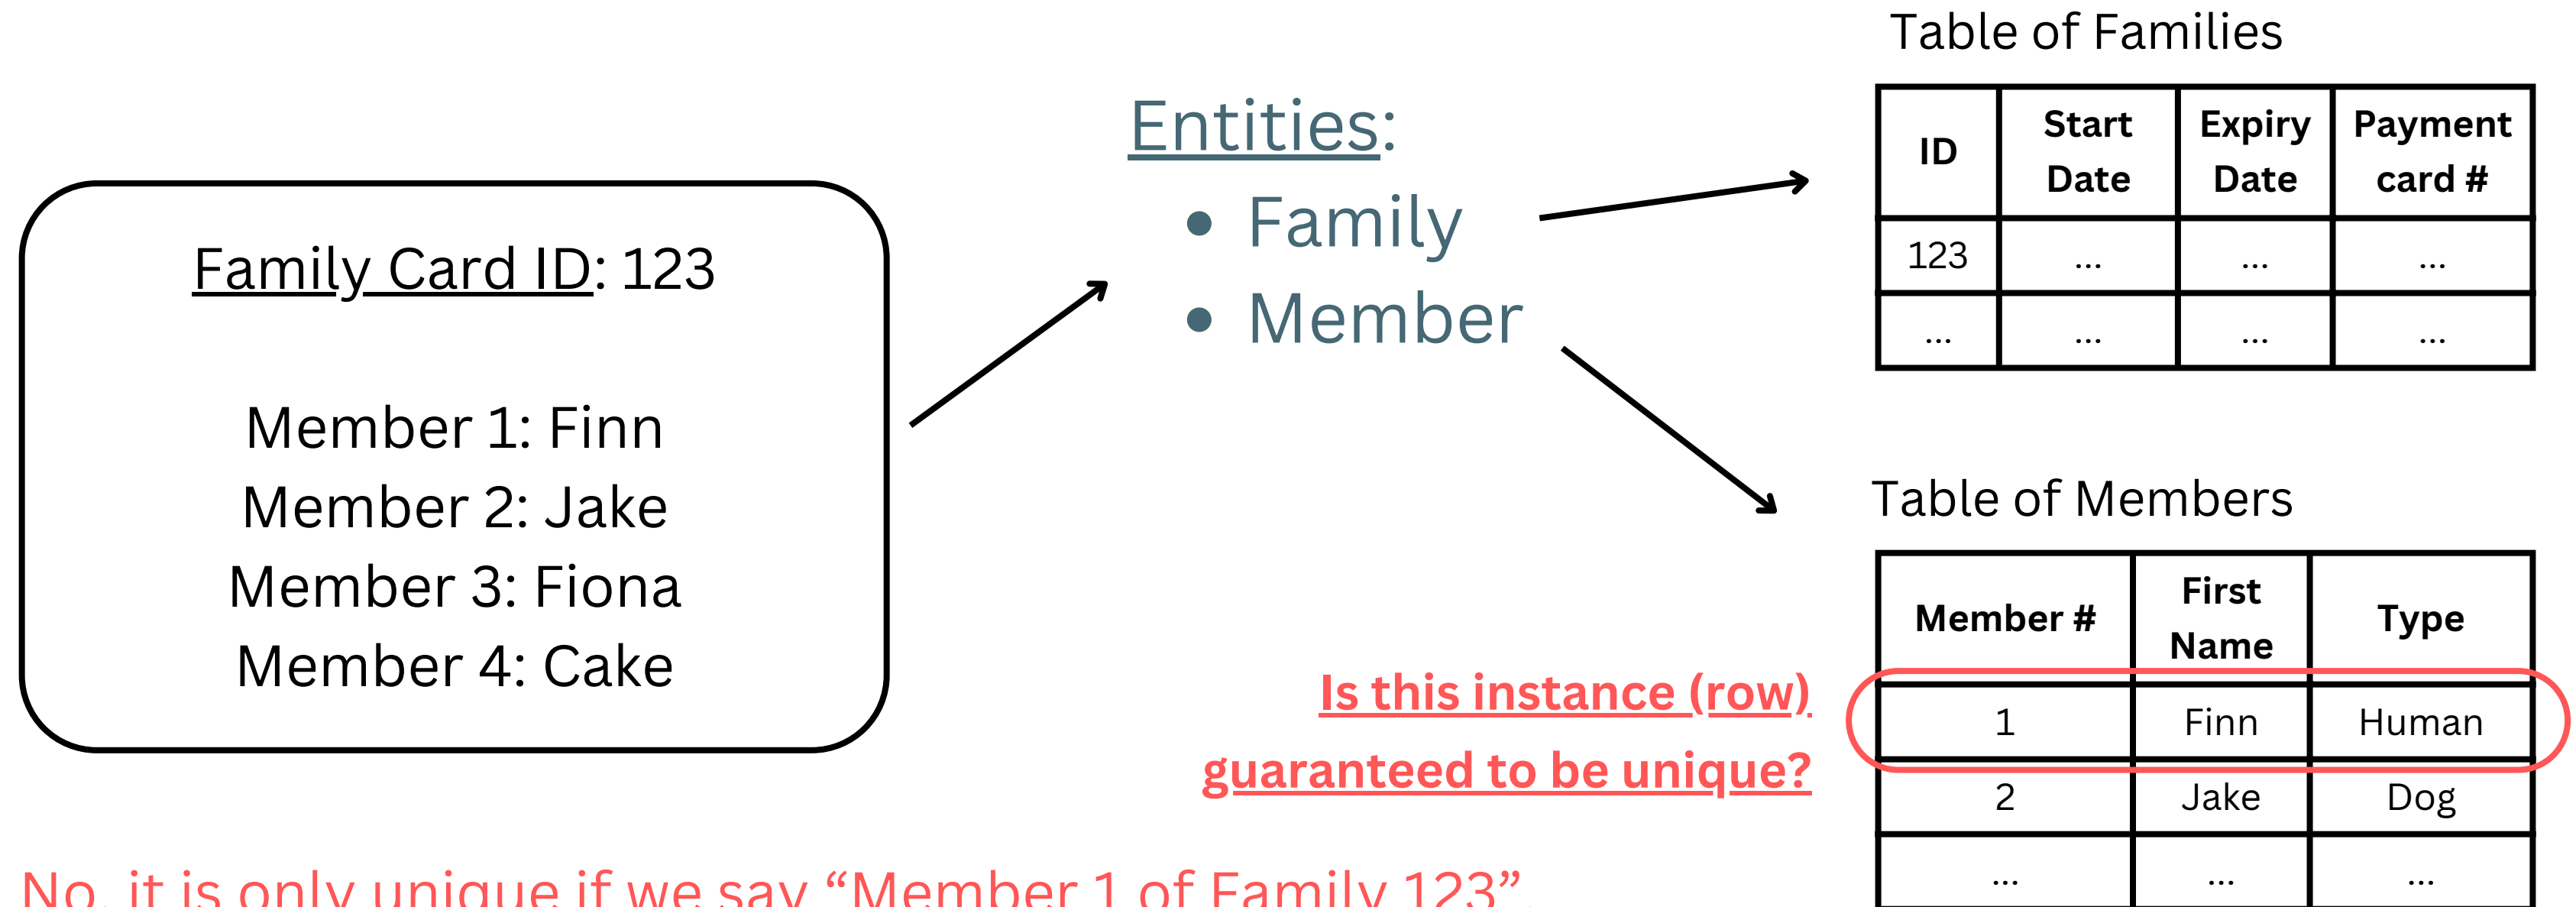 Family Card ID: 123
Member 1: Finn
Member 2: Jake
Member 3: Fiona
Member 4: Cake
Entities:
• Family
• Member
Table of Families
ID | Start Date | Expiry Date | Payment card #
123 | ... | ... | ...
... | ... | ... | ...
Table of Members
Member # | First Name | Type
1 | Finn | Human
2 | Jake | Dog
... | ... | ...
Is this instance (row)
guaranteed to be unique?
No, it is only unique if we say “Member 1 of Family 123”.